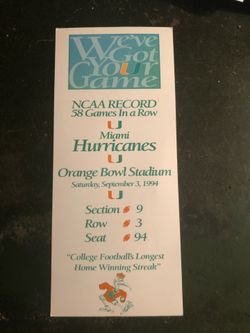 We've
Got
Your
Game
NCAA RECORD
58 Games In a Row
U
Miami
Hurricanes
U
Orange Bowl Stadium
Saturday, September 3, 1994
U
Section # 9
Row # 3
Seat # 94
"College Football's Longest
Home Winning Streak"